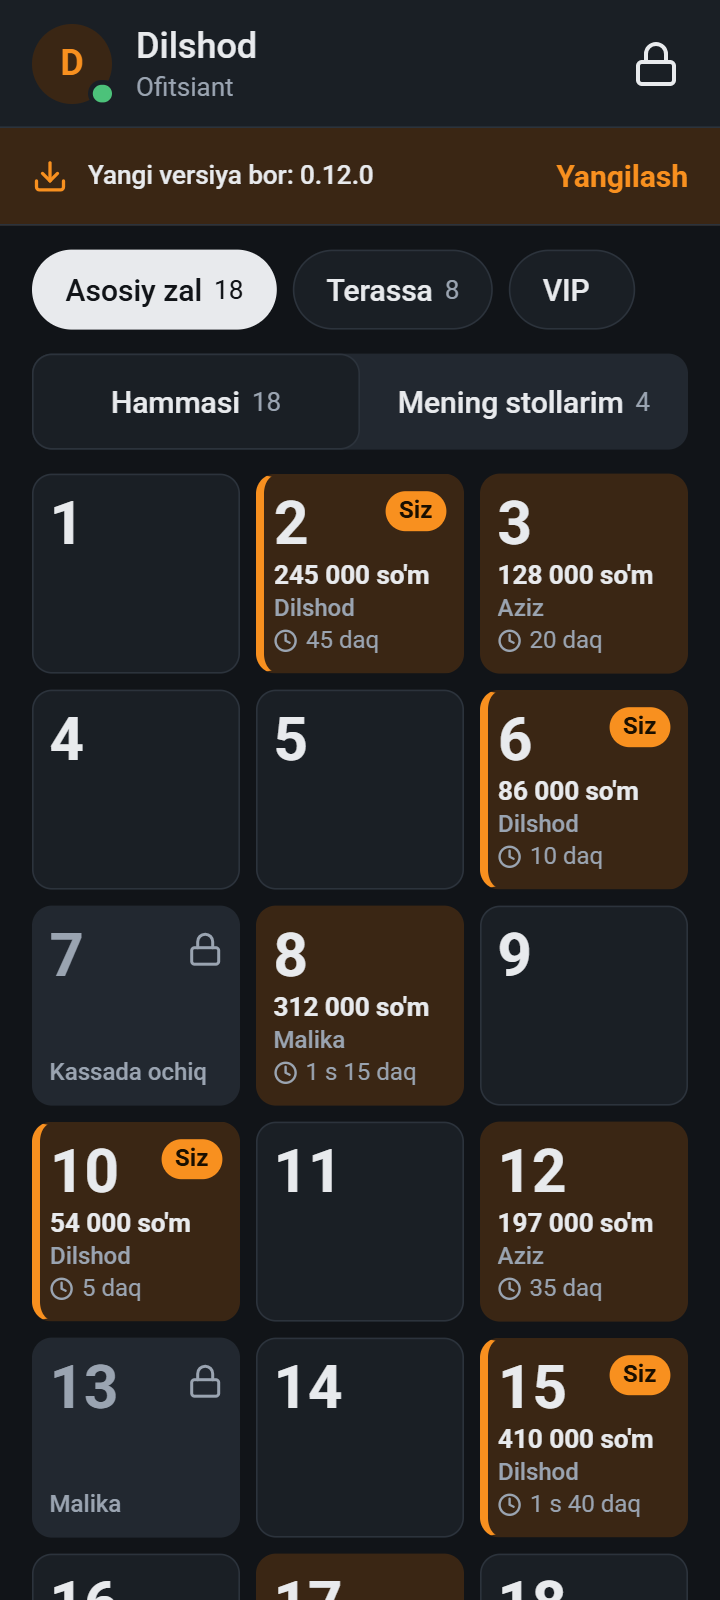 D
Dilshod
Ofitsiant
Yangi versiya bor: 0.12.0 Yangilash
Asosiy zal 18 Terassa 8 VIP
Hammasi 18 Mening stollarim 4
1
2 Siz
245 000 so'm
Dilshod
45 daq
3
128 000 so'm
Aziz
20 daq
4
5
6 Siz
86 000 so'm
Dilshod
10 daq
7
Kassada ochiq
8
312 000 so'm
Malika
1 s 15 daq
9
10 Siz
54 000 so'm
Dilshod
5 daq
11
12
197 000 so'm
Aziz
35 daq
13
Malika
14
15 Siz
410 000 so'm
Dilshod
1 s 40 daq
16
17
18